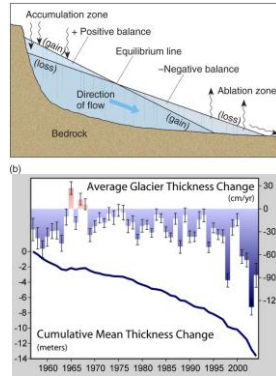 Accumulation zone
+ Positive balance
(gain)
Equilibrium line
(loss)
–Negative balance
Ablation zone
Direction
of flow
(loss)
(gain)
Bedrock
(b)
Average Glacier Thickness Change
(cm/yr)
30
0
-30
-60
-90
-120
0
-2
-4
-6
-8
-10
-12
-14
Cumulative Mean Thickness Change
(meters)
1960 1965 1970 1975 1980 1985 1990 1995 2000